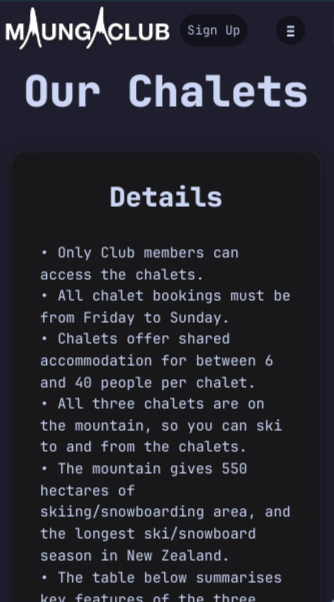 MAUNGACLUB Sign Up
Our Chalets
Details
• Only Club members can
access the chalets.
• All chalet bookings must be
from Friday to Sunday.
• Chalets offer shared
accommodation for between 6
and 40 people per chalet.
• All three chalets are on
the mountain, so you can ski
to and from the chalets.
• The mountain gives 550
hectares of
skiing/snowboarding area, and
the longest ski/snowboard
season in New Zealand.
• The table below summarises
key features of the three